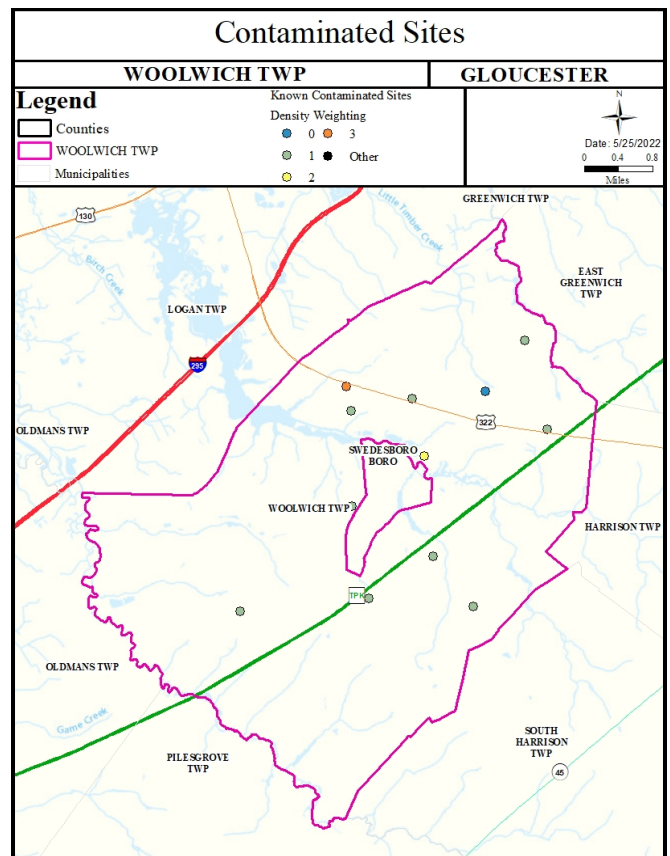 Contaminated Sites
WOOLWICH TWP
GLOUCESTER
Legend
Counties
WOOLWICH TWP
Municipalities
Known Contaminated Sites
Density Weighting
0
3
1
Other
2
N
Date: 5/25/2022
0 0.4 0.8
Miles
GREENWICH TWP
Little Timber Creek
130
Birch Creek
EAST
GREENWICH
TWP
LOGAN TWP
295
322
OLDMANS TWP
SWEDESBORO
BORO
WOOLWICH TWP
HARRISON TWP
TPK
OLDMANS TWP
Game Creek
PILESGROVE
TWP
SOUTH
HARRISON
TWP
45